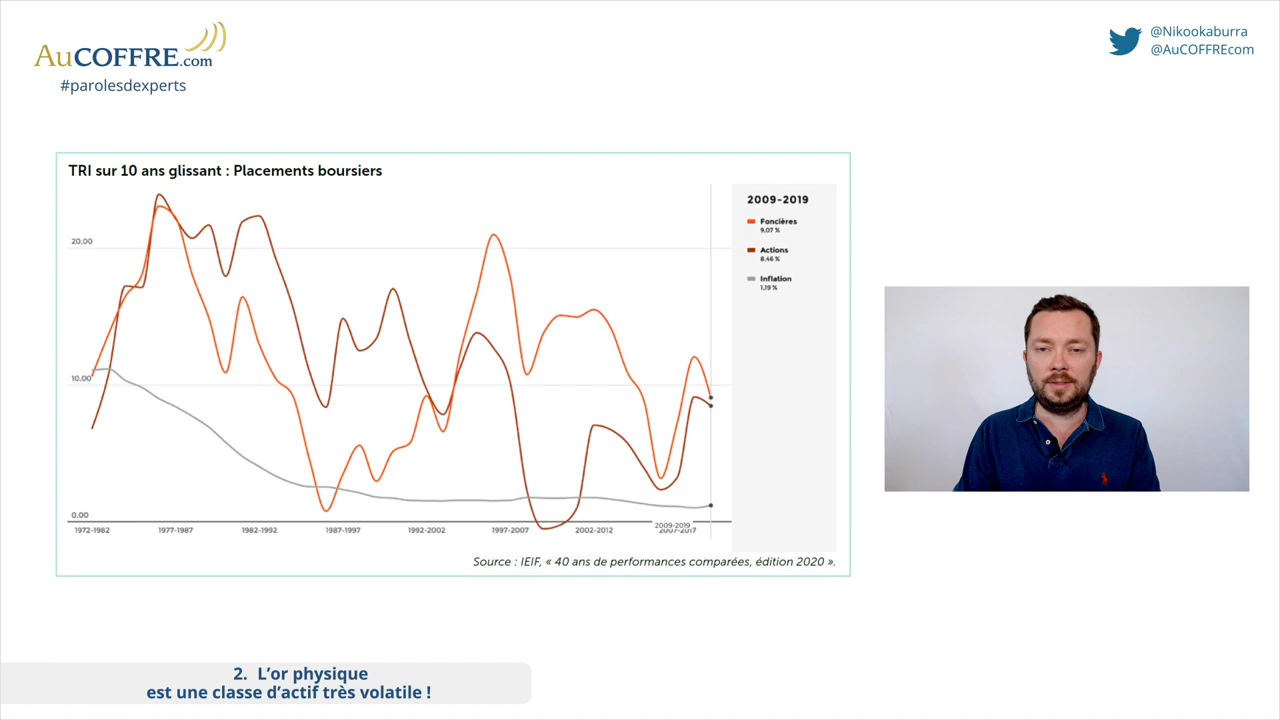 AuCOFFRE.com
#parolesdexperts
@Nikookaburra
@AuCOFFREcom
TRI sur 10 ans glissant : Placements boursiers
20,00
10,00
0,00
1972-1982
1977-1987
1982-1992
1987-1997
1992-2002
1997-2007
2002-2012
2009-2019
2007-2017
2009-2019
Foncières
9,07 %
Actions
8,46 %
Inflation
1,19 %
Source : IEIF, « 40 ans de performances comparées, édition 2020 ».
2. L’or physique
est une classe d’actif très volatile !